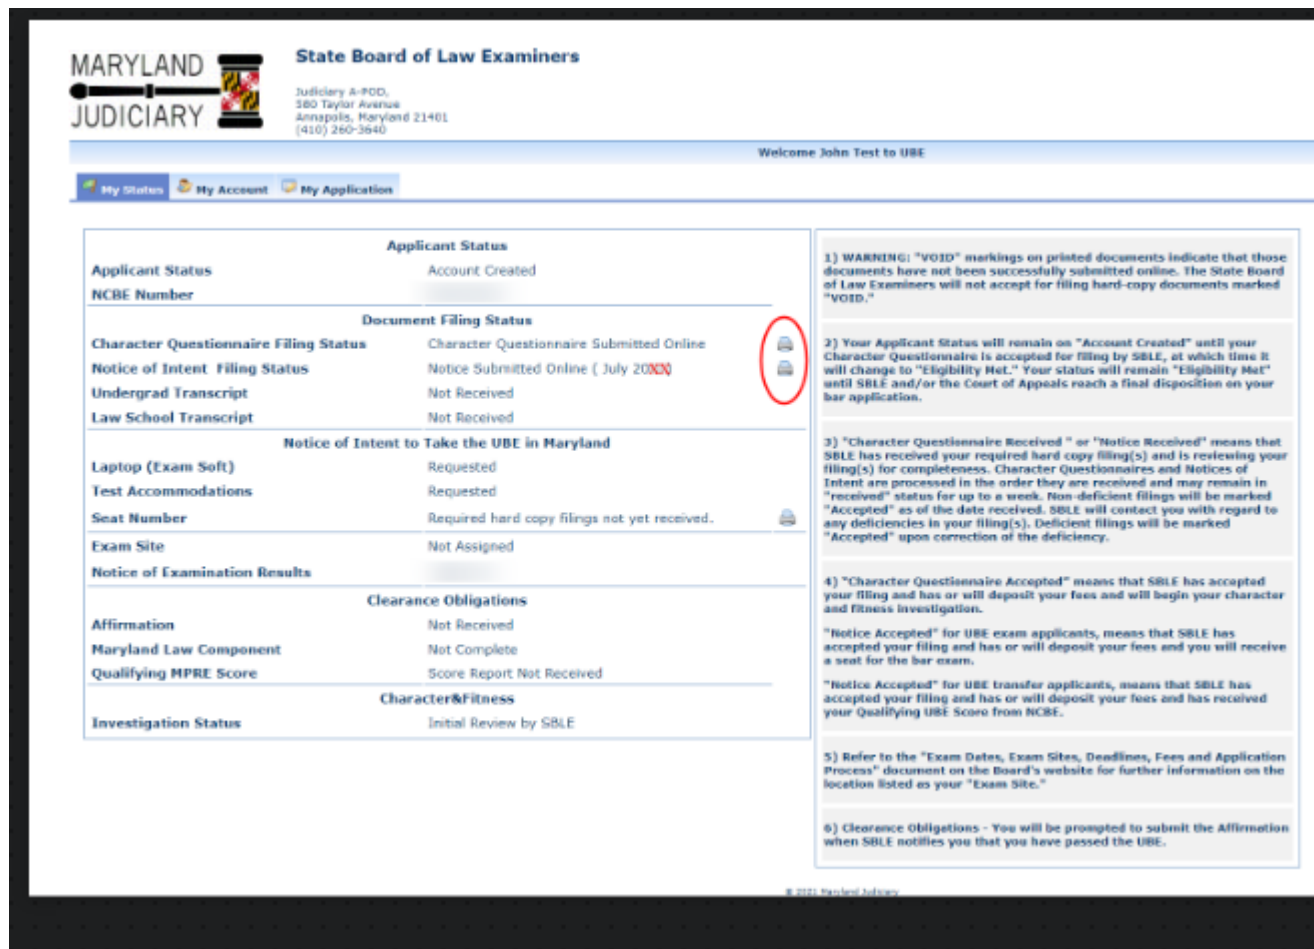 MARYLAND
JUDICIARY
State Board of Law Examiners
Judiciary A-POD,
580 Taylor Avenue
Annapolis, Maryland 21401
(410) 260-3640
Welcome John Test to UBE
My Status My Account My Application
Applicant Status
Applicant Status Account Created
NCBE Number
Document Filing Status
Character Questionnaire Filing Status Character Questionnaire Submitted Online
Notice of Intent Filing Status Notice Submitted Online ( July 20XX)
Undergrad Transcript Not Received
Law School Transcript Not Received
Notice of Intent to Take the UBE in Maryland
Laptop (Exam Soft) Requested
Test Accommodations Requested
Seat Number Required hard copy filings not yet received.
Exam Site Not Assigned
Notice of Examination Results
Clearance Obligations
Affirmation Not Received
Maryland Law Component Not Complete
Qualifying MPRE Score Score Report Not Received
Character&Fitness
Investigation Status Initial Review by SBLE
1) WARNING: "VOID" markings on printed documents indicate that those
documents have not been successfully submitted online. The State Board
of Law Examiners will not accept for filing hard-copy documents marked
"VOID."
2) Your Applicant Status will remain on "Account Created" until your
Character Questionnaire is accepted for filing by SBLE, at which time it
will change to "Eligibility Met." Your status will remain "Eligibility Met"
until SBLE and/or the Court of Appeals reach a final disposition on your
bar application.
3) "Character Questionnaire Received " or "Notice Received" means that
SBLE has received your required hard copy filing(s) and is reviewing your
filing(s) for completeness. Character Questionnaires and Notices of
Intent are processed in the order they are received and may remain in
"received" status for up to a week. Non-deficient filings will be marked
"Accepted" as of the date received. SBLE will contact you with regard to
any deficiencies in your filing(s). Deficient filings will be marked
"Accepted" upon correction of the deficiency.
4) "Character Questionnaire Accepted" means that SBLE has accepted
your filing and has or will deposit your fees and will begin your character
and fitness investigation.
"Notice Accepted" for UBE exam applicants, means that SBLE has
accepted your filing and has or will deposit your fees and you will receive
a seat for the bar exam.
"Notice Accepted" for UBE transfer applicants, means that SBLE has
accepted your filing and has or will deposit your fees and has received
your Qualifying UBE Score from NCBE.
5) Refer to the "Exam Dates, Exam Sites, Deadlines, Fees and Application
Process" document on the Board's website for further information on the
location listed as your "Exam Site."
6) Clearance Obligations - You will be prompted to submit the Affirmation
when SBLE notifies you that you have passed the UBE.
© 2021 Maryland Judiciary